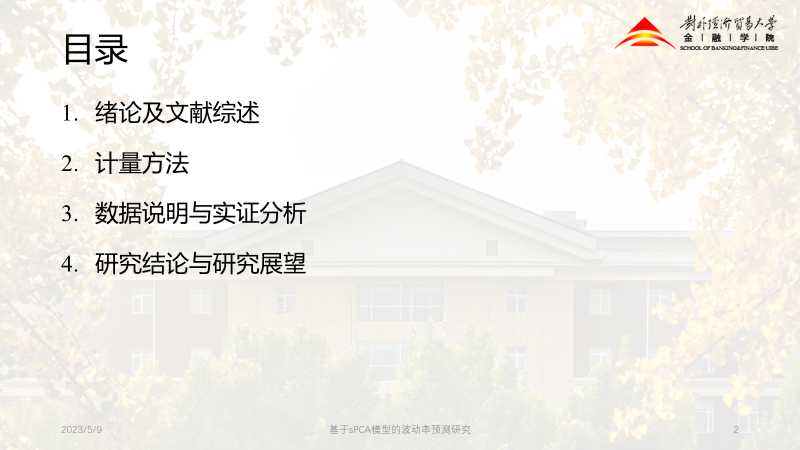 目录
对外经济贸易大学
金 | 融 | 学 | 院
SCHOOL OF BANKING&FINANCE UIBE
1. 绪论及文献综述
2. 计量方法
3. 数据说明与实证分析
4. 研究结论与研究展望
2023/5/9
基于sPCA模型的波动率预测研究
2